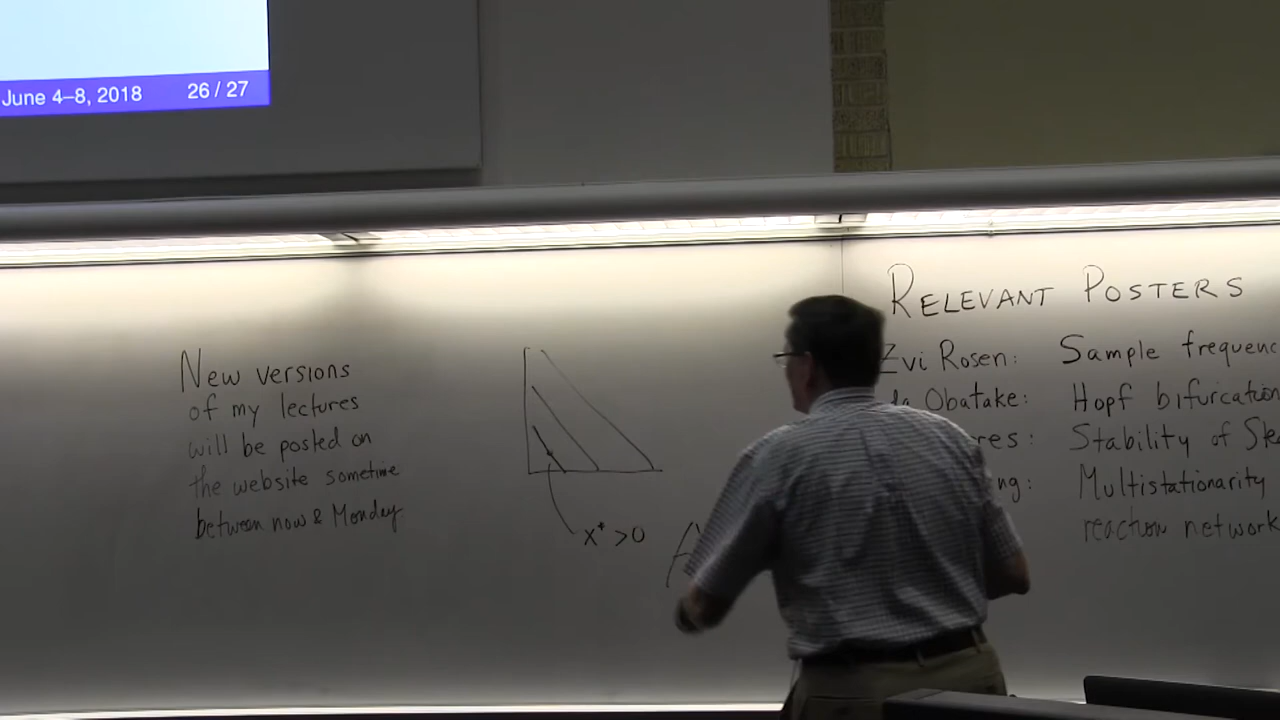 June 4–8, 2018 26 / 27
New versions
of my lectures
will be posted on
the website sometime
between now & Monday
x* >0
A
RELEVANT POSTERS
Zvi Rosen: Sample frequenc
Obatake: Hopf bifurcation
res: Stability of
ng: Multistationarity
reaction network